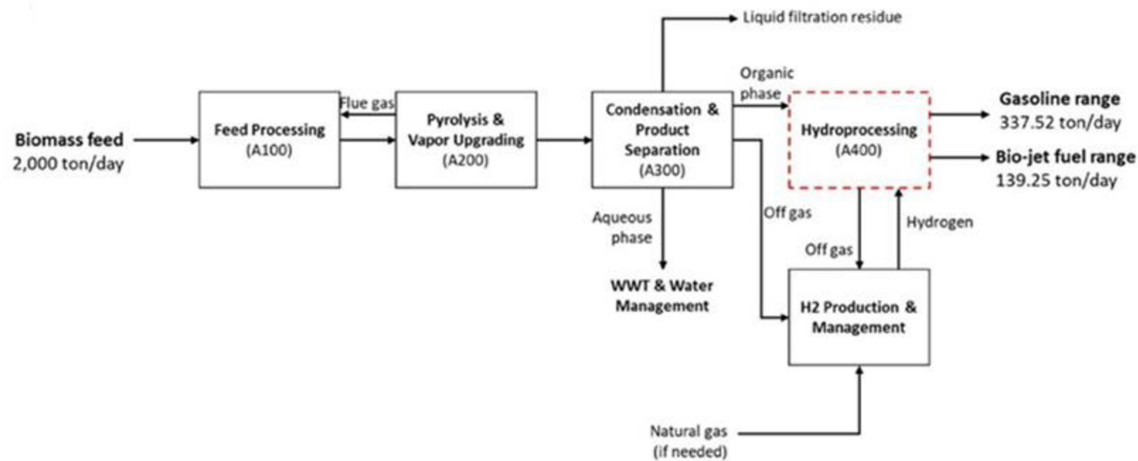 Liquid filtration residue
Organic
phase
Flue gas
Biomass feed
2,000 ton/day
Feed Processing
(A100)
Pyrolysis &
Vapor Upgrading
(A200)
Condensation &
Product
Separation
(A300)
Hydroprocessing
(A400)
Gasoline range
337.52 ton/day
Bio-jet fuel range
139.25 ton/day
Aqueous
phase
Off gas
Off gas
Hydrogen
WWT & Water
Management
H2 Production &
Management
Natural gas
(if needed)